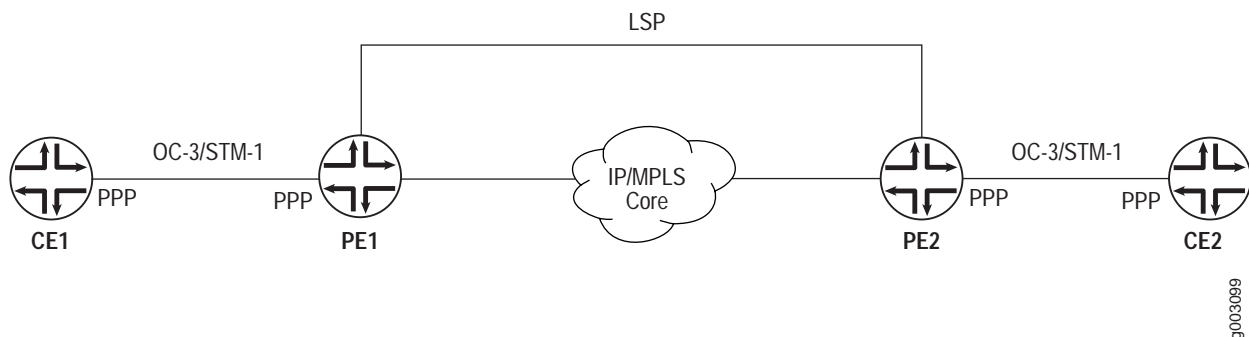 LSP
OC-3/STM-1
OC-3/STM-1
IP/MPLS
Core
PPP
PPP
PPP
PPP
CE1
PE1
PE2
CE2
g003099